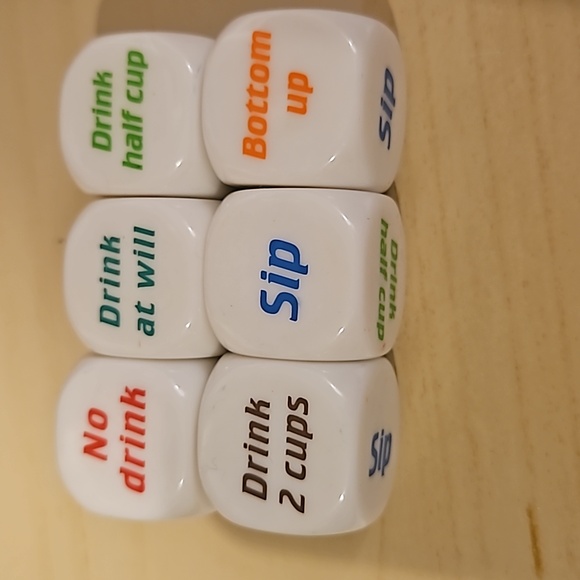 Drink
half cup
Bottom
up
Sip
Drink
at will
Sip
Drink
half cup
No
drink
Drink
2 cups
Sip